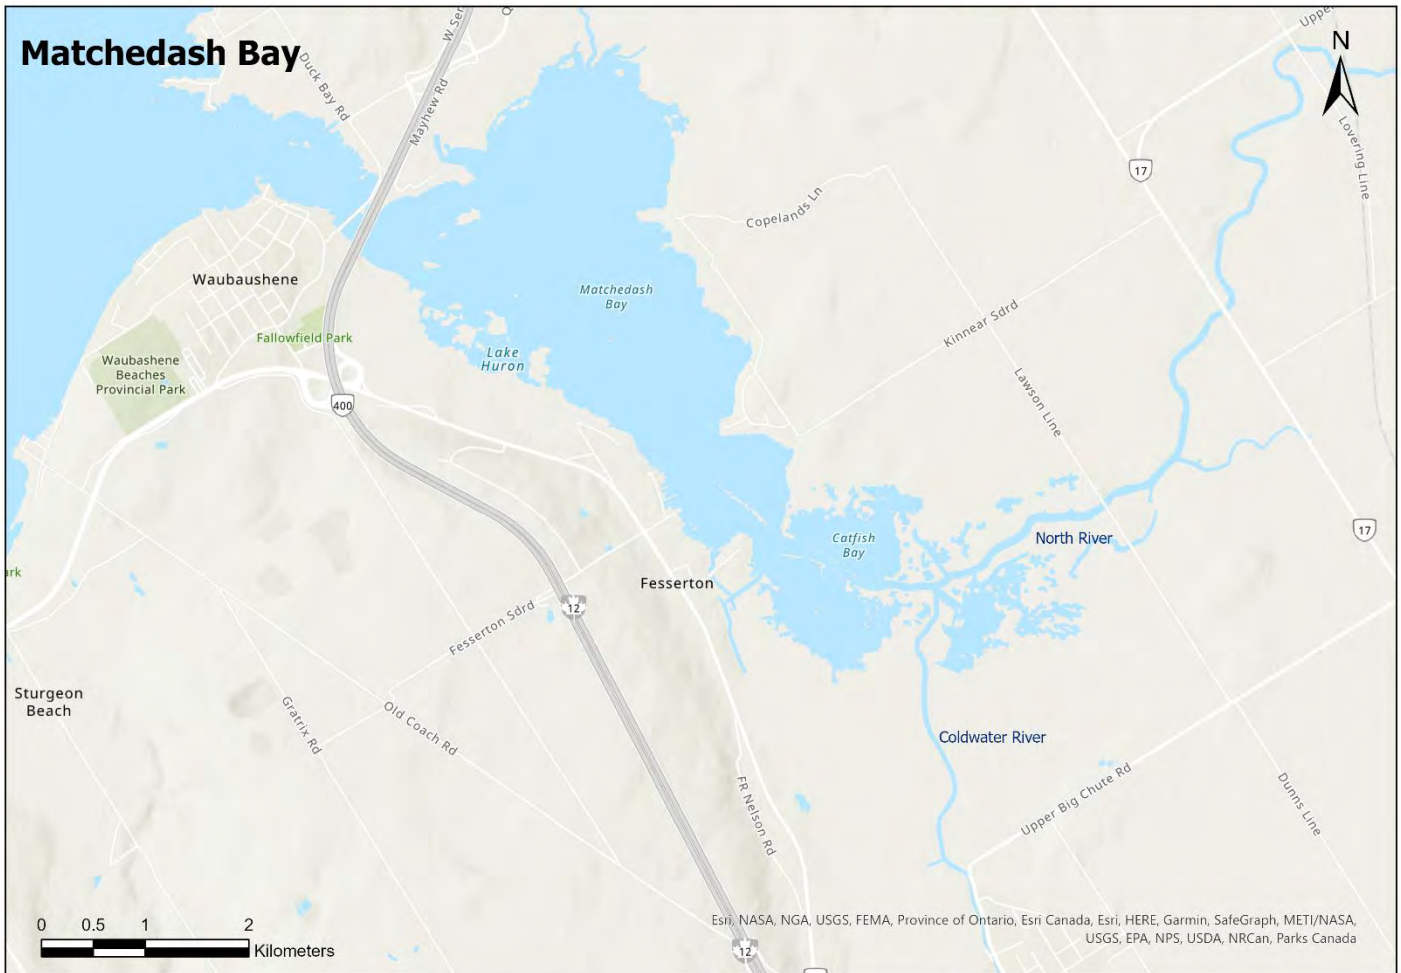 Matchedash Bay
W Ser
Q
Upper
N
Duck Bay Rd
Mayhew Rd
Lovering Line
17
Copelands Ln
Waubaushene
Matchedash
Bay
Kinnear Sdrd
Fallowfield Park
Lake
Huron
Waubashene
Beaches
Provincial Park
Lawson Line
400
17
Catfish
Bay
North River
ark
Fesserton
12
Fesserton Sdrd
Sturgeon
Beach
Gratrix Rd
Old Coach Rd
Coldwater River
FR Nelson Rd
Upper Big Chute Rd
Dunns Line
0 0.5 1 2
Kilometers
12
Esri, NASA, NGA, USGS, FEMA, Province of Ontario, Esri Canada, Esri, HERE, Garmin, SafeGraph, METI/NASA,
USGS, EPA, NPS, USDA, NRCan, Parks Canada